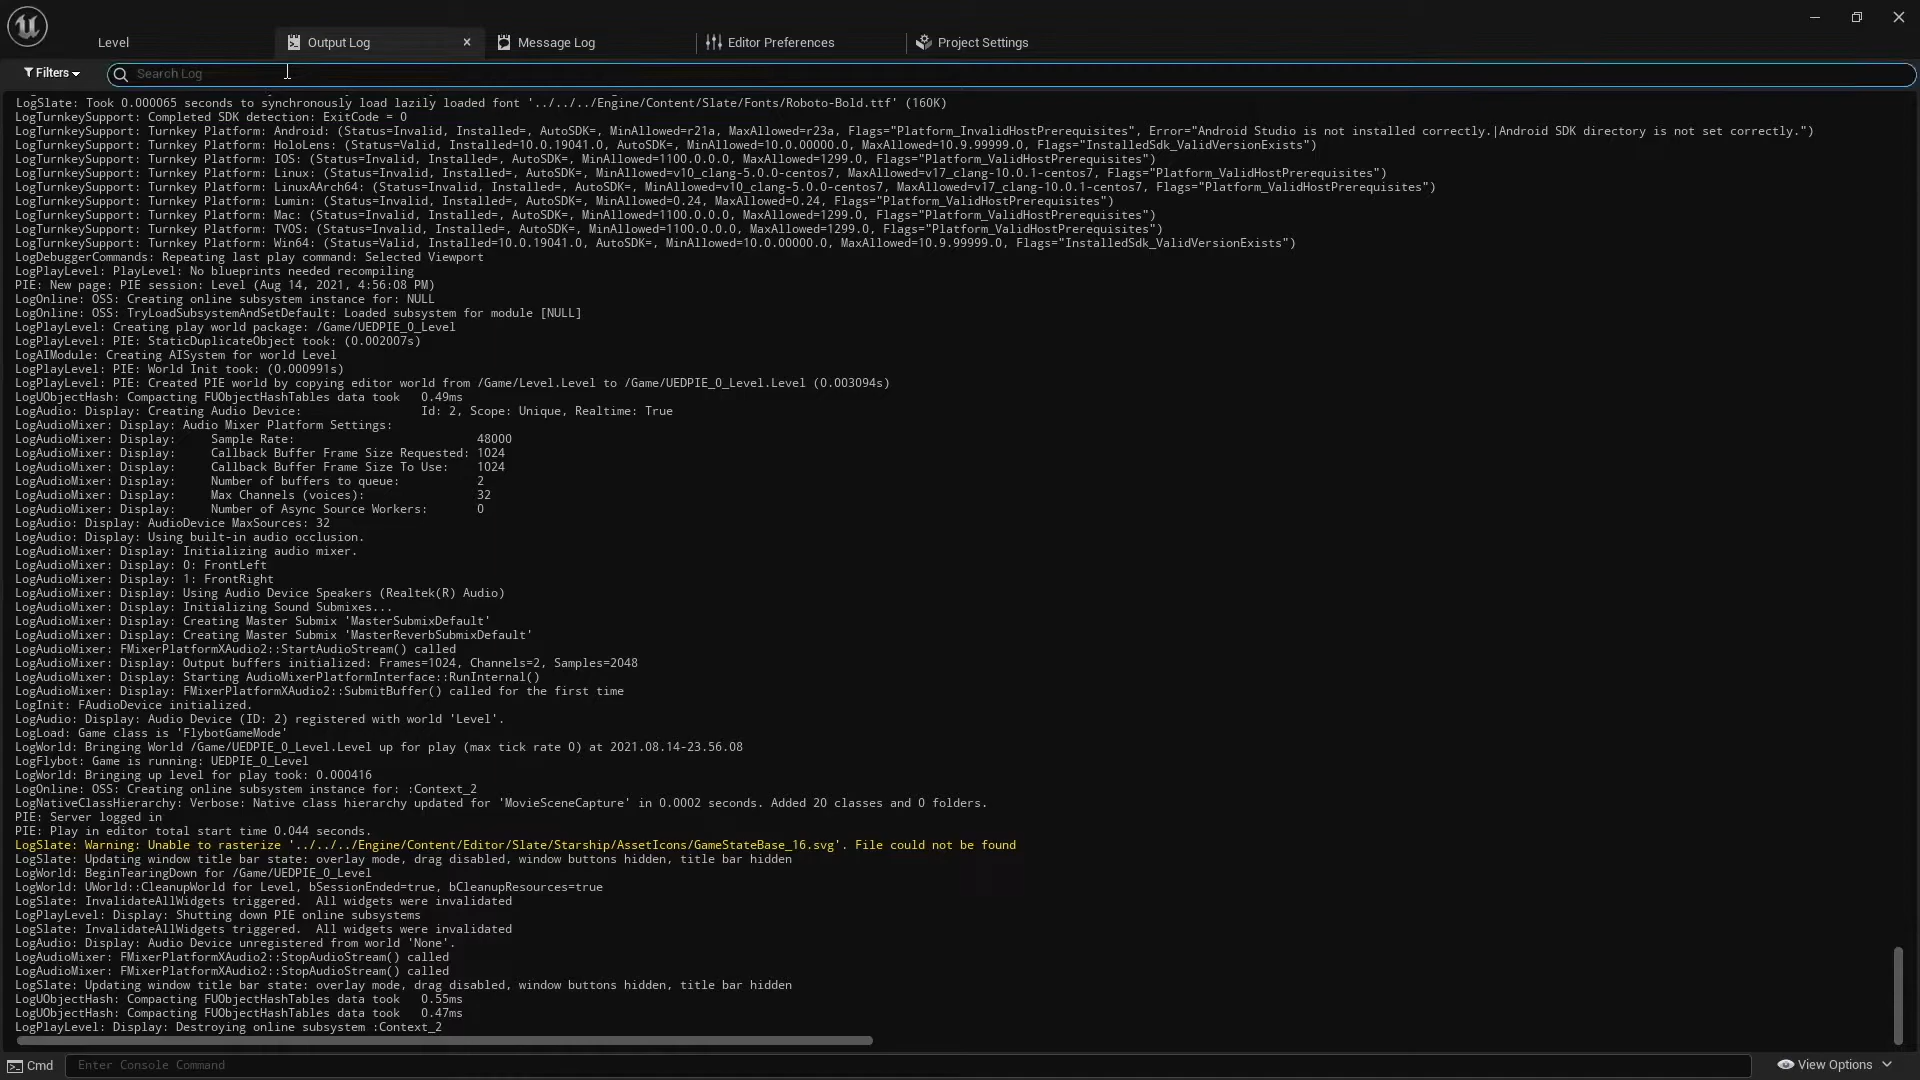 Level
Output Log
Message Log
Editor Preferences
Project Settings
Filters
Search Log
LogSlate: Took 0.000065 seconds to synchronously load lazily loaded font '../../../Engine/Content/Slate/Fonts/Roboto-Bold.ttf' (160K)
LogTurnkeySupport: Completed SDK detection: ExitCode = 0
LogTurnkeySupport: Turnkey Platform: Android: (Status=Invalid, Installed=, AutoSDK=, MinAllowed=r21a, MaxAllowed=r23a, Flags="Platform_InvalidHostPrerequisites", Error="Android Studio is not installed correctly.|Android SDK directory is not set correctly.")
LogTurnkeySupport: Turnkey Platform: HoloLens: (Status=Valid, Installed=10.0.19041.0, AutoSDK=, MinAllowed=10.0.00000.0, MaxAllowed=10.9.99999.0, Flags="InstalledSdk_ValidVersionExists")
LogTurnkeySupport: Turnkey Platform: IOS: (Status=Invalid, Installed=, AutoSDK=, MinAllowed=1100.0.0.0, MaxAllowed=1299.0, Flags="Platform_ValidHostPrerequisites")
LogTurnkeySupport: Turnkey Platform: Linux: (Status=Invalid, Installed=, AutoSDK=, MinAllowed=v10_clang-5.0.0-centos7, MaxAllowed=v17_clang-10.0.1-centos7, Flags="Platform_ValidHostPrerequisites")
LogTurnkeySupport: Turnkey Platform: LinuxAArch64: (Status=Invalid, Installed=, AutoSDK=, MinAllowed=v10_clang-5.0.0-centos7, MaxAllowed=v17_clang-10.0.1-centos7, Flags="Platform_ValidHostPrerequisites")
LogTurnkeySupport: Turnkey Platform: Lumin: (Status=Invalid, Installed=, AutoSDK=, MinAllowed=0.24, MaxAllowed=0.24, Flags="Platform_ValidHostPrerequisites")
LogTurnkeySupport: Turnkey Platform: Mac: (Status=Invalid, Installed=, AutoSDK=, MinAllowed=1100.0.0.0, MaxAllowed=1299.0, Flags="Platform_ValidHostPrerequisites")
LogTurnkeySupport: Turnkey Platform: TVOS: (Status=Invalid, Installed=, AutoSDK=, MinAllowed=1100.0.0.0, MaxAllowed=1299.0, Flags="Platform_ValidHostPrerequisites")
LogTurnkeySupport: Turnkey Platform: Win64: (Status=Valid, Installed=10.0.19041.0, AutoSDK=, MinAllowed=10.0.00000.0, MaxAllowed=10.9.99999.0, Flags="InstalledSdk_ValidVersionExists")
LogDebuggerCommands: Repeating last play command: Selected Viewport
LogPlayLevel: PlayLevel: No blueprints needed recompiling
PIE: New page: PIE session: Level (Aug 14, 2021, 4:56:08 PM)
LogOnline: OSS: Creating online subsystem instance for: NULL
LogOnline: OSS: TryLoadSubsystemAndSetDefault: Loaded subsystem for module [NULL]
LogPlayLevel: Creating play world package: /Game/UEDPIE_0_Level
LogPlayLevel: PIE: StaticDuplicateObject took: (0.002007s)
LogAIModule: Creating AISystem for world Level
LogPlayLevel: PIE: World Init took: (0.000991s)
LogPlayLevel: PIE: Created PIE world by copying editor world from /Game/Level.Level to /Game/UEDPIE_0_Level.Level (0.003094s)
LogUObjectHash: Compacting FUObjectHashTables data took   0.49ms
LogAudio: Display: Creating Audio Device:                 Id: 2, Scope: Unique, Realtime: True
LogAudioMixer: Display: Audio Mixer Platform Settings:
LogAudioMixer: Display:     Sample Rate:                          48000
LogAudioMixer: Display:     Callback Buffer Frame Size Requested: 1024
LogAudioMixer: Display:     Callback Buffer Frame Size To Use:    1024
LogAudioMixer: Display:     Number of buffers to queue:           2
LogAudioMixer: Display:     Max Channels (voices):                32
LogAudioMixer: Display:     Number of Async Source Workers:       0
LogAudio: Display: AudioDevice MaxSources: 32
LogAudio: Display: Using built-in audio occlusion.
LogAudioMixer: Display: Initializing audio mixer.
LogAudioMixer: Display: 0: FrontLeft
LogAudioMixer: Display: 1: FrontRight
LogAudioMixer: Display: Using Audio Device Speakers (Realtek(R) Audio)
LogAudioMixer: Display: Initializing Sound Submixes...
LogAudioMixer: Display: Creating Master Submix 'MasterSubmixDefault'
LogAudioMixer: Display: Creating Master Submix 'MasterReverbSubmixDefault'
LogAudioMixer: FMixerPlatformXAudio2::StartAudioStream() called
LogAudioMixer: Display: Output buffers initialized: Frames=1024, Channels=2, Samples=2048
LogAudioMixer: Display: Starting AudioMixerPlatformInterface::RunInternal()
LogAudioMixer: Display: FMixerPlatformXAudio2::SubmitBuffer() called for the first time
LogInit: FAudioDevice initialized.
LogAudio: Display: Audio Device (ID: 2) registered with world 'Level'.
LogLoad: Game class is 'FlybotGameMode'
LogWorld: Bringing World /Game/UEDPIE_0_Level.Level up for play (max tick rate 0) at 2021.08.14-23.56.08
LogFlybot: Game is running: UEDPIE_0_Level
LogWorld: Bringing up level for play took: 0.000416
LogOnline: OSS: Creating online subsystem instance for: :Context_2
LogNativeClassHierarchy: Verbose: Native class hierarchy updated for 'MovieSceneCapture' in 0.0002 seconds. Added 20 classes and 0 folders.
PIE: Server logged in
PIE: Play in editor total start time 0.044 seconds.
LogSlate: Warning: Unable to rasterize '../../../Engine/Content/Editor/Slate/Starship/AssetIcons/GameStateBase_16.svg'. File could not be found
LogSlate: Updating window title bar state: overlay mode, drag disabled, window buttons hidden, title bar hidden
LogWorld: BeginTearingDown for /Game/UEDPIE_0_Level
LogWorld: UWorld::CleanupWorld for Level, bSessionEnded=true, bCleanupResources=true
LogSlate: InvalidateAllWidgets triggered.  All widgets were invalidated
LogPlayLevel: Display: Shutting down PIE online subsystems
LogSlate: InvalidateAllWidgets triggered.  All widgets were invalidated
LogAudio: Display: Audio Device unregistered from world 'None'.
LogAudioMixer: FMixerPlatformXAudio2::StopAudioStream() called
LogAudioMixer: FMixerPlatformXAudio2::StopAudioStream() called
LogSlate: Updating window title bar state: overlay mode, drag disabled, window buttons hidden, title bar hidden
LogUObjectHash: Compacting FUObjectHashTables data took   0.55ms
LogUObjectHash: Compacting FUObjectHashTables data took   0.47ms
LogPlayLevel: Display: Destroying online subsystem :Context_2
Cmd
Enter Console Command
View Options